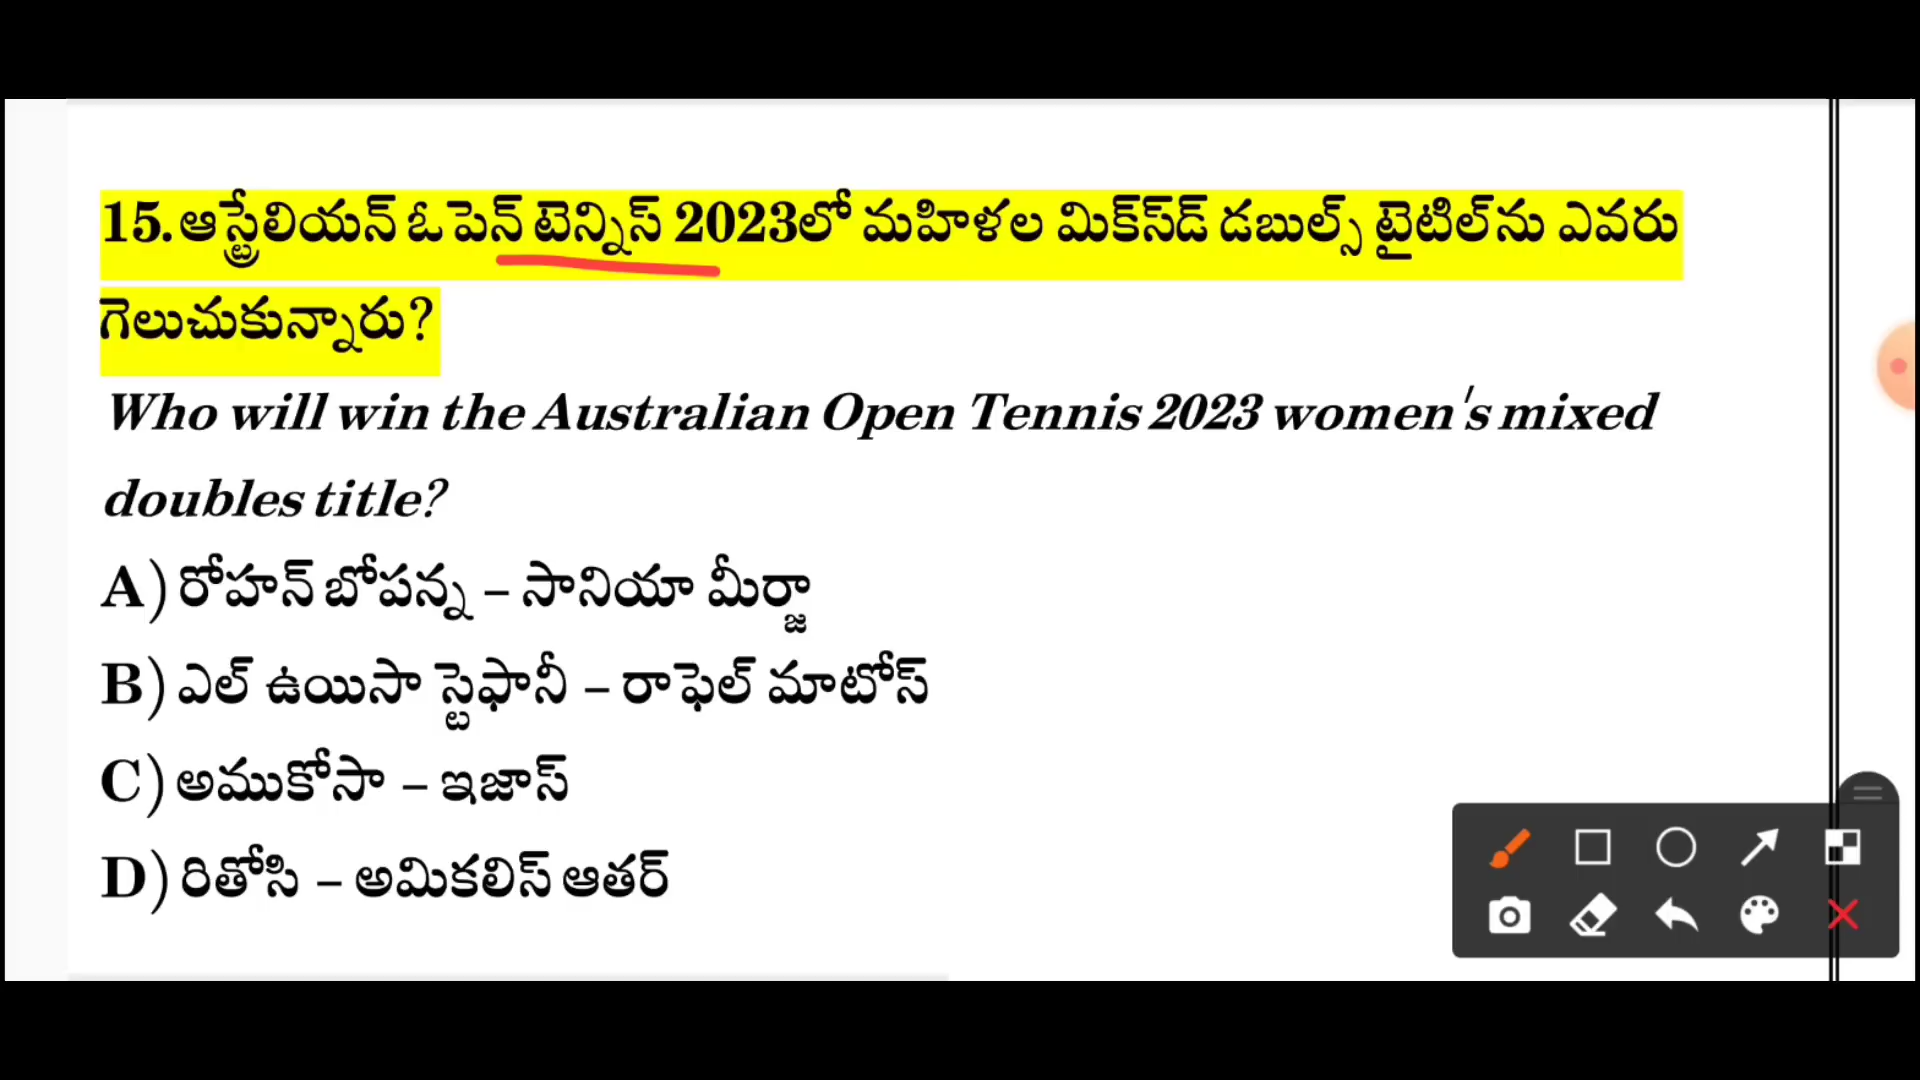 15.ఆస్ట్రేలియన్ ఓపెన్ టెన్నిస్ 2023లో మహిళల మిక్స్‌డ్ డబుల్స్ టైటిల్‌ను ఎవరు
గెలుచుకున్నారు?
Who will win the Australian Open Tennis 2023 women's mixed
doubles title?
A) రోహన్ బోపన్న – సానియా మీర్జా
B) ఎల్ ఉయిసా స్టెఫానీ – రాఫెల్ మాటోస్
C) అముకోసా – ఇజాస్
D) రితోసి – అమికలిస్ ఆతర్